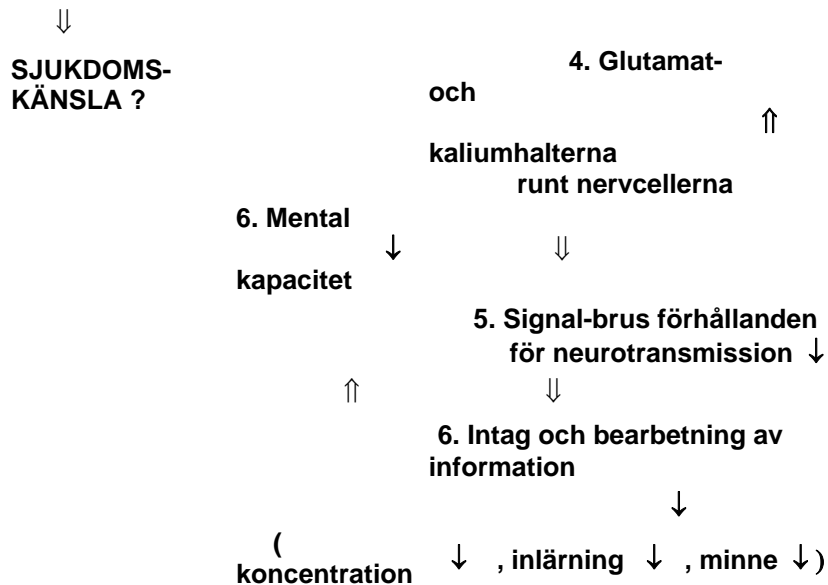 ⇓
SJUKDOMS-
KÄNSLA ?
4. Glutamat-
och
⇑
kaliumhalterna
runt nervcellerna
6. Mental
↓
kapacitet
⇓
5. Signal-brus förhållanden
för neurotransmission ↓
⇑ ⇓
6. Intag och bearbetning av
information
↓
(
koncentration ↓ , inlärning ↓ , minne ↓)